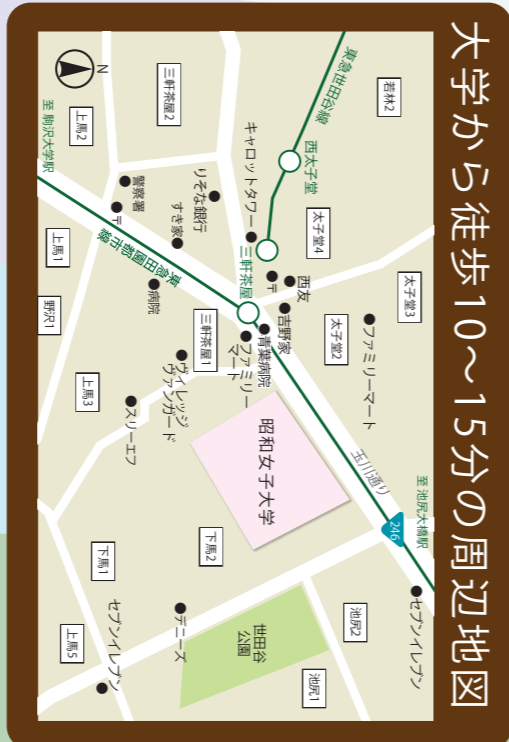 大学から徒歩10〜15分の周辺地図
N
三軒茶屋2
上馬2
至 駒沢大学駅
東急世田谷線
若林2
西太子堂
キャロットタワー
りそな銀行
すき家
警察署
〒
上馬1
太子堂4
三軒茶屋
〒
西友
吉野家
太子堂3
太子堂2
ファミリーマート
東急田園都市線
病院
野沢1
三軒茶屋1
青葉病院
ファミリー
マート
ヴィレッジ
ヴァンガード
上馬3
スリーエフ
昭和女子大学
玉川通り
246
至 池尻大橋駅
セブンイレブン
下馬2
下馬1
池尻2
池尻1
世田谷
公園
デニーズ
セブンイレブン
上馬5